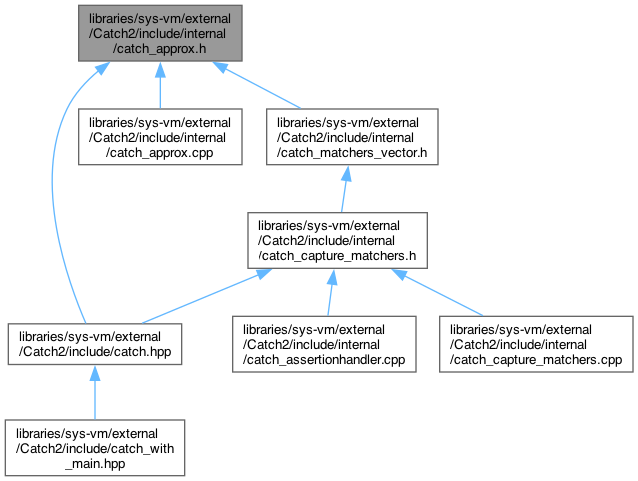 libraries/sys-vm/external
/Catch2/include/internal
/catch_approx.h
libraries/sys-vm/external
/Catch2/include/internal
/catch_approx.cpp
libraries/sys-vm/external
/Catch2/include/internal
/catch_matchers_vector.h
libraries/sys-vm/external
/Catch2/include/internal
/catch_capture_matchers.h
libraries/sys-vm/external
/Catch2/include/catch.hpp
libraries/sys-vm/external
/Catch2/include/internal
/catch_assertionhandler.cpp
libraries/sys-vm/external
/Catch2/include/internal
/catch_capture_matchers.cpp
libraries/sys-vm/external
/Catch2/include/catch_with
_main.hpp